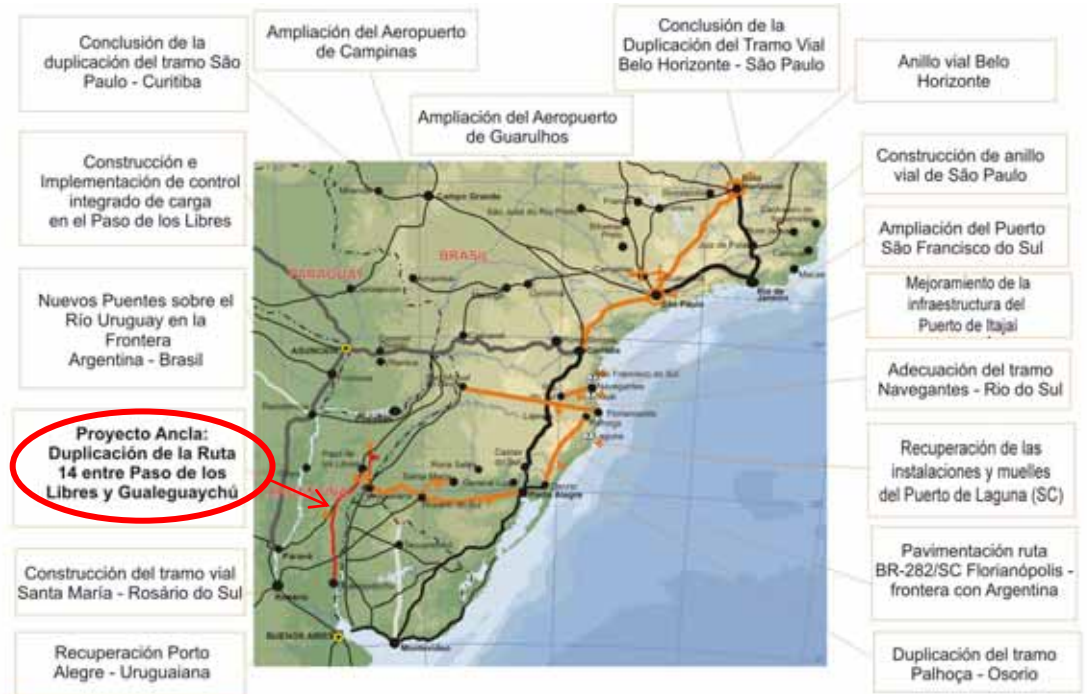 Conclusión de la
duplicación del tramo São
Paulo - Curitiba
Ampliación del Aeropuerto
de Campinas
Conclusión de la
Duplicación del Tramo Vial
Belo Horizonte - São Paulo
Anillo vial Belo
Horizonte
Ampliación del Aeropuerto
de Guarulhos
Construcción e
Implementación de control
integrado de carga
en el Paso de los Libres
Nuevos Puentes sobre el
Río Uruguay en la
Frontera
Argentina - Brasil
Proyecto Ancla:
Duplicación de la Ruta
14 entre Paso de los
Libres y Gualeguaychú
Construcción del tramo vial
Santa María - Rosário do Sul
Recuperación Porto
Alegre - Uruguaiana
Construcción de anillo
vial de São Paulo
Ampliación del Puerto
São Francisco do Sul
Mejoramiento de la
infraestructura del
Puerto de Itajaí
Adecuación del tramo
Navegantes - Rio do Sul
Recuperación de las
instalaciones y muelles
del Puerto de Laguna (SC)
Pavimentación ruta
BR-282/SC Florianópolis -
frontera con Argentina
Duplicación del tramo
Palhoça - Osorio
Campo Grande
BRASIL
PARAGUAY
Rio de
Janeiro
São Paulo
Navegantes
Florianópolis
Laguna
Porto Alegre
BUENOS AIRES
Montevideo